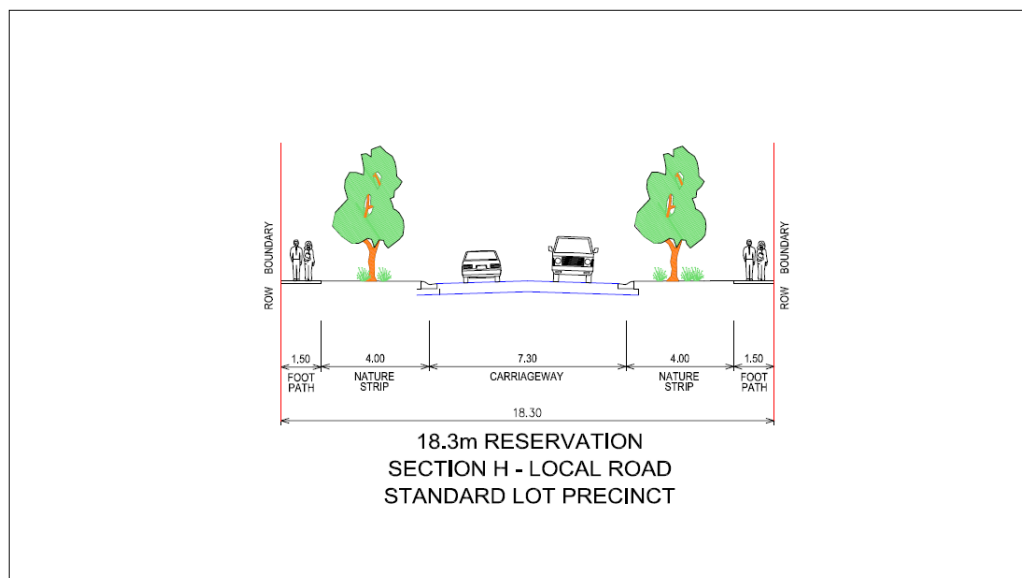 ROW BOUNDARY
ROW BOUNDARY
1.50 4.00 7.30 4.00 1.50
FOOT PATH NATURE STRIP CARRIAGEWAY NATURE STRIP FOOT PATH
18.30
18.3m RESERVATION
SECTION H - LOCAL ROAD
STANDARD LOT PRECINCT